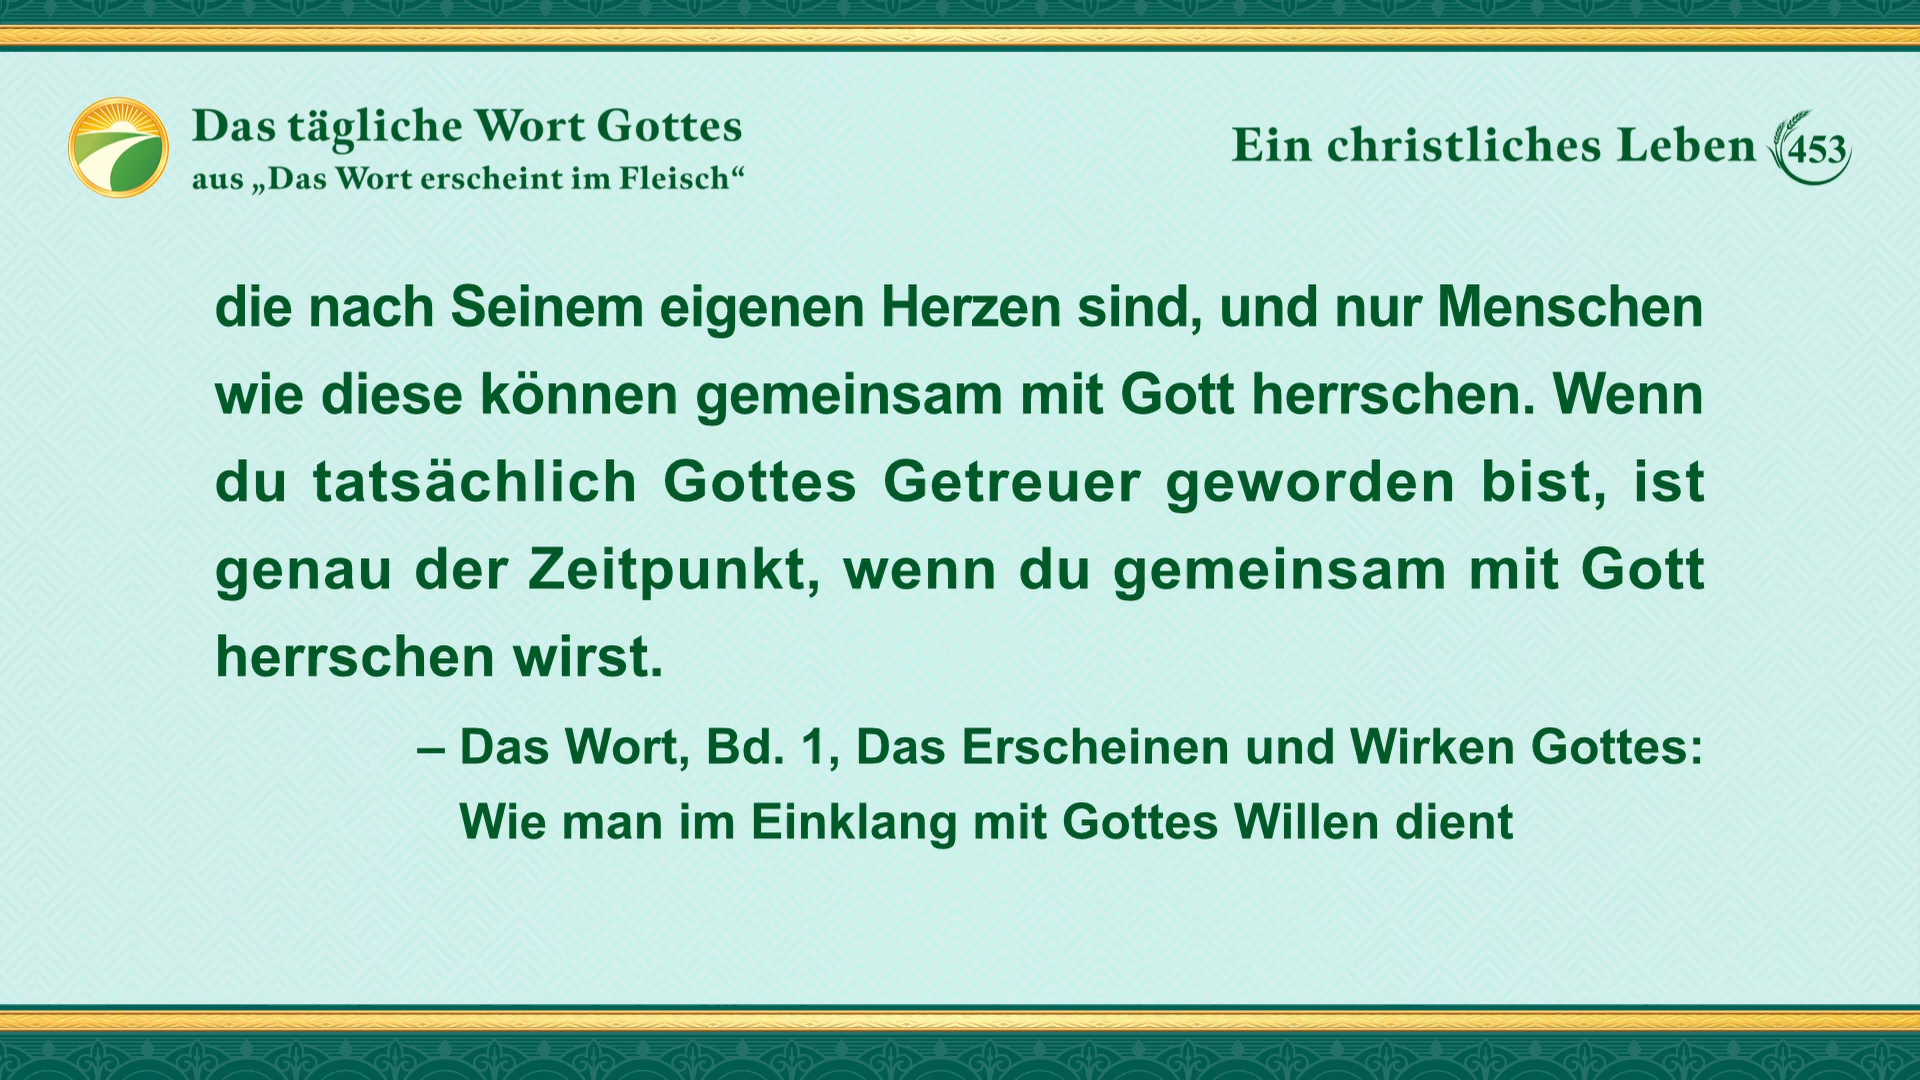 Das tägliche Wort Gottes
aus „Das Wort erscheint im Fleisch“
Ein christliches Leben 453
die nach Seinem eigenen Herzen sind, und nur Menschen
wie diese können gemeinsam mit Gott herrschen. Wenn
du tatsächlich Gottes Getreuer geworden bist, ist
genau der Zeitpunkt, wenn du gemeinsam mit Gott
herrschen wirst.
– Das Wort, Bd. 1, Das Erscheinen und Wirken Gottes:
Wie man im Einklang mit Gottes Willen dient